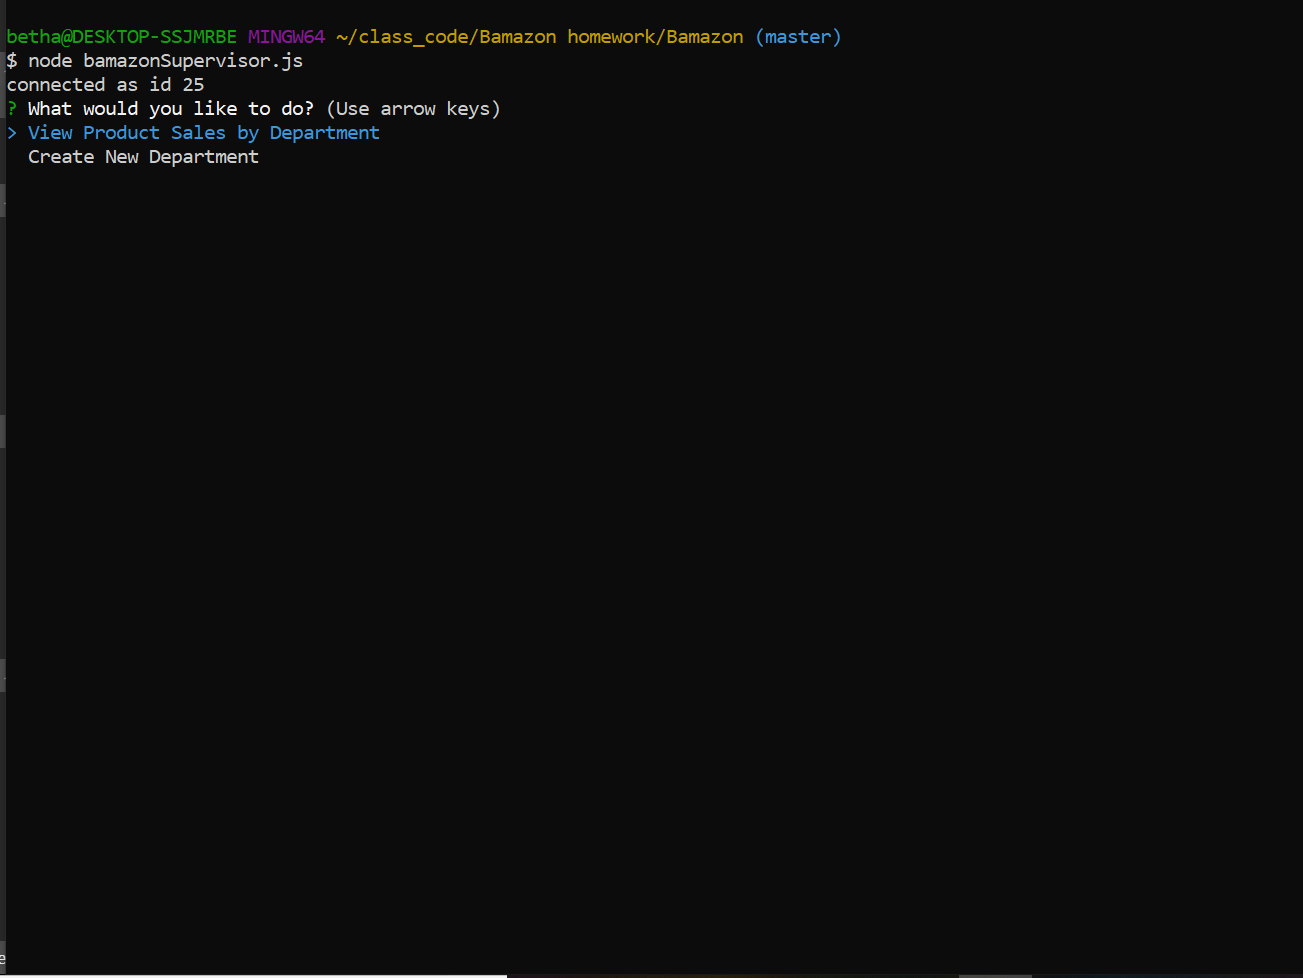 betha@DESKTOP-SSJMRBE MINGW64 ~/class_code/Bamazon homework/Bamazon (master)
$ node bamazonSupervisor.js
connected as id 25
? What would you like to do? (Use arrow keys)
> View Product Sales by Department
  Create New Department